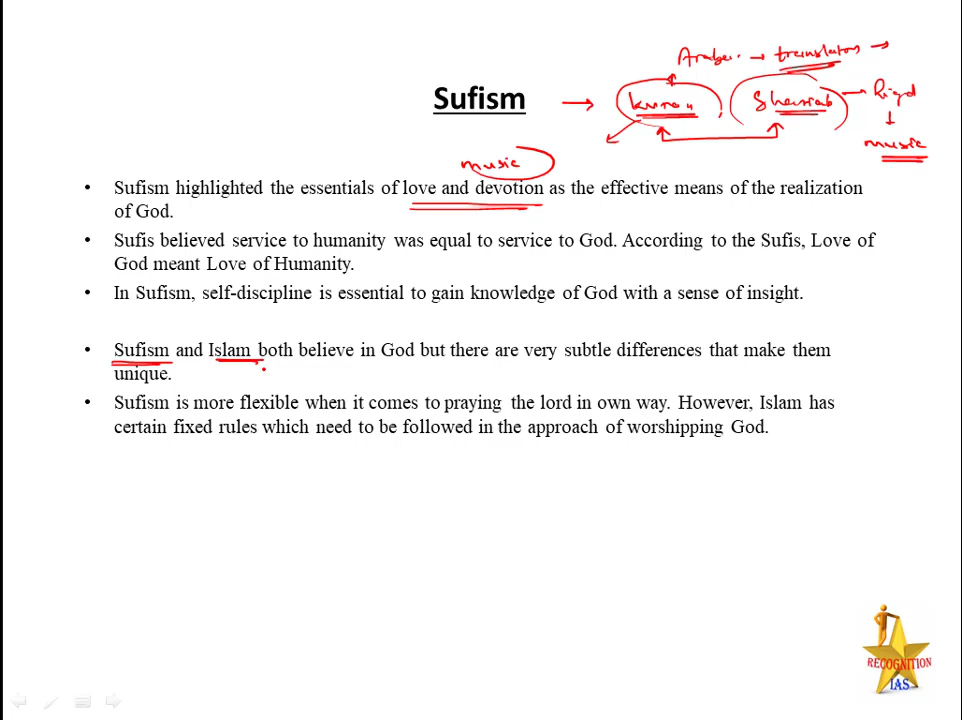 Arabic → translators →
Sufism → Kuran, Shariat → Rigid
music
music
• Sufism highlighted the essentials of love and devotion as the effective means of the realization
of God.
• Sufis believed service to humanity was equal to service to God. According to the Sufis, Love of
God meant Love of Humanity.
• In Sufism, self-discipline is essential to gain knowledge of God with a sense of insight.
• Sufism and Islam both believe in God but there are very subtle differences that make them
unique.
• Sufism is more flexible when it comes to praying the lord in own way. However, Islam has
certain fixed rules which need to be followed in the approach of worshipping God.
RECOGNITION
IAS